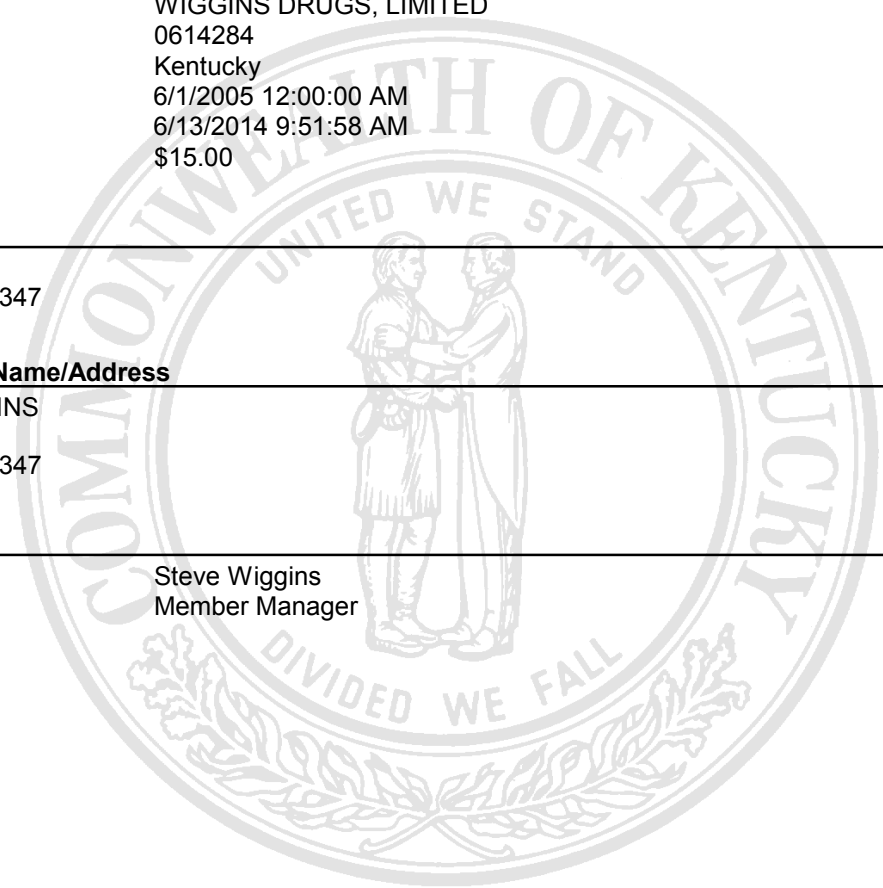 WIGGINS DRUGS, LIMITED
0614284
Kentucky
6/1/2005 12:00:00 AM
6/13/2014 9:51:58 AM
$15.00
COMMONWEALTH OF KENTUCKY
UNITED WE STAND
347
Name/Address
INS
347
Steve Wiggins
Member Manager
DIVIDED WE FALL